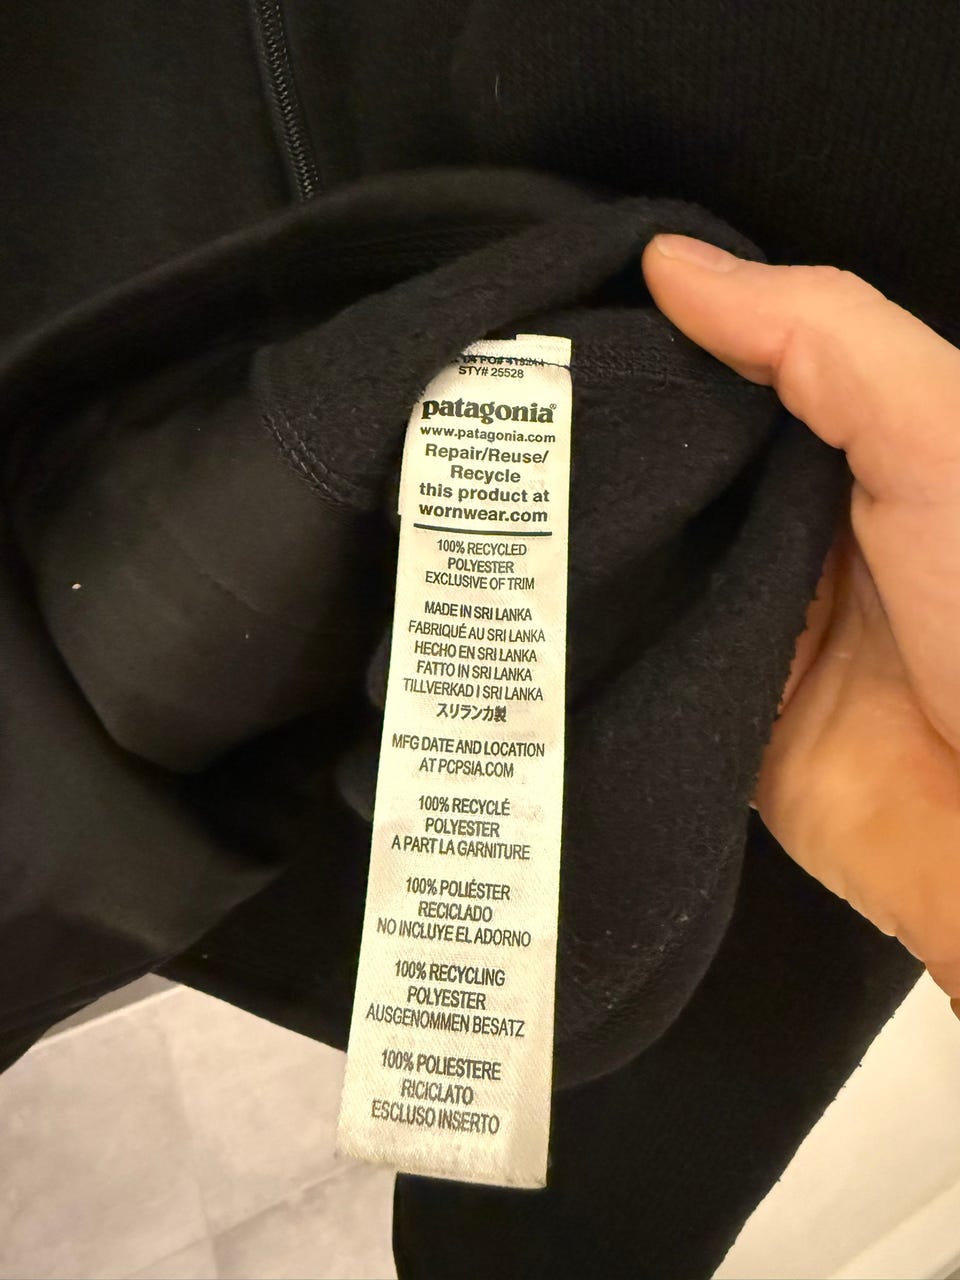 STY# 25528
patagonia®
www.patagonia.com
Repair/Reuse/
Recycle
this product at
wornwear.com
100% RECYCLED
POLYESTER
EXCLUSIVE OF TRIM
MADE IN SRI LANKA
FABRIQUÉ AU SRI LANKA
HECHO EN SRI LANKA
FATTO IN SRI LANKA
TILLVERKAD I SRI LANKA
スリランカ製
MFG DATE AND LOCATION
AT PCPSIA.COM
100% RECYCLÉ
POLYESTER
A PART LA GARNITURE
100% POLIÉSTER
RECICLADO
NO INCLUYE EL ADORNO
100% RECYCLING
POLYESTER
AUSGENOMMEN BESATZ
100% POLIESTERE
RICICLATO
ESCLUSO INSERTO